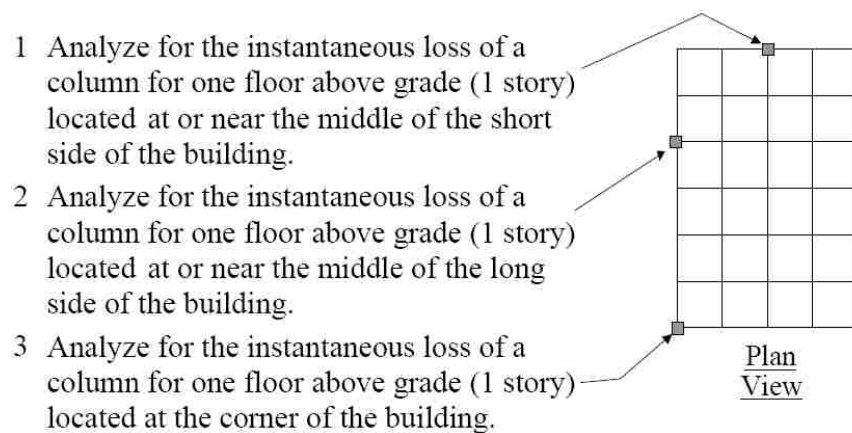 1 Analyze for the instantaneous loss of a
column for one floor above grade (1 story)
located at or near the middle of the short
side of the building.
2 Analyze for the instantaneous loss of a
column for one floor above grade (1 story)
located at or near the middle of the long
side of the building.
3 Analyze for the instantaneous loss of a
column for one floor above grade (1 story)
located at the corner of the building.
Plan
View